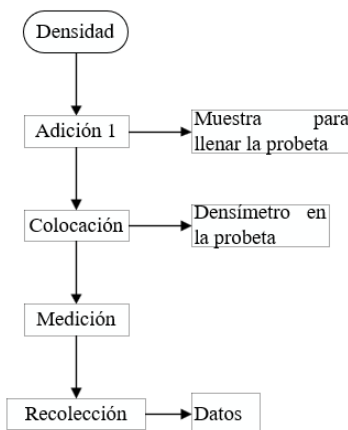 Densidad
Adición 1
Muestra para
llenar la probeta
Colocación
Densímetro en
la probeta
Medición
Recolección
Datos